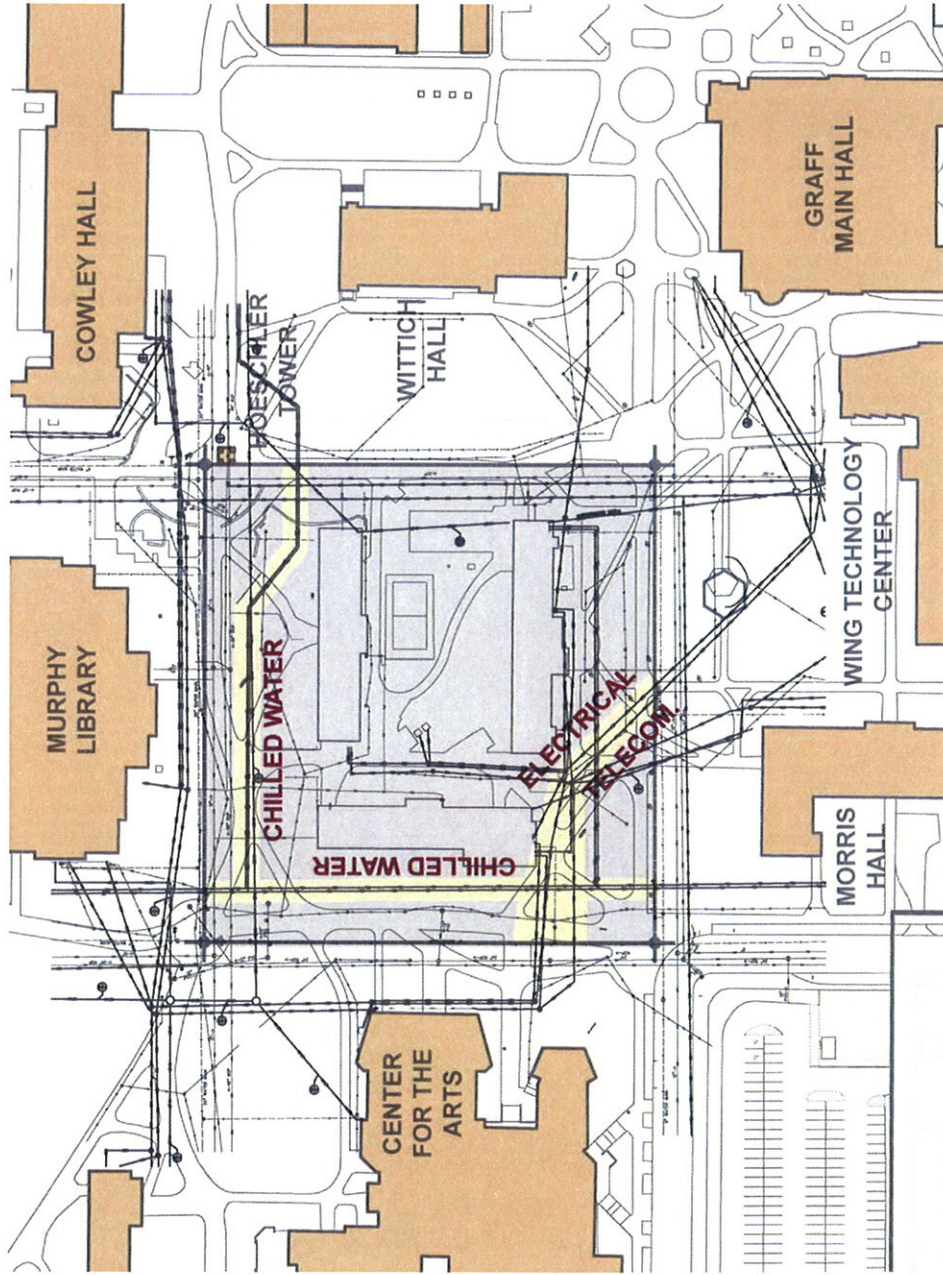 MURPHY
LIBRARY
COWLEY HALL
CHILLED WATER
HOESCHLER
TOWER
CHILLED WATER
CENTER
FOR THE
ARTS
WITTICH
HALL
ELECTRICAL
TELECOM.
MORRIS
HALL
WING TECHNOLOGY
CENTER
GRAFF
MAIN HALL